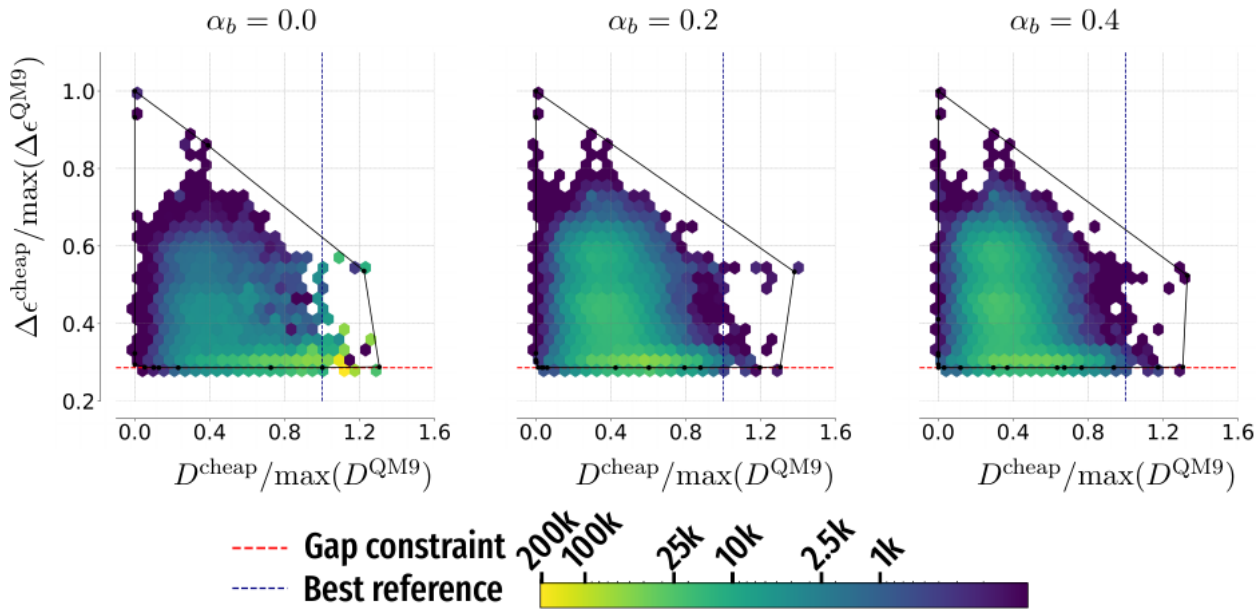 α_b = 0.0
α_b = 0.2
α_b = 0.4
Δϵ^cheap/max(Δϵ^QM9)
1.0
0.8
0.6
0.4
0.2
0.0 0.4 0.8 1.2 1.6
0.0 0.4 0.8 1.2 1.6
0.0 0.4 0.8 1.2 1.6
D^cheap/max(D^QM9)
D^cheap/max(D^QM9)
D^cheap/max(D^QM9)
200k 100k 25k 10k 2.5k 1k
Gap constraint
Best reference